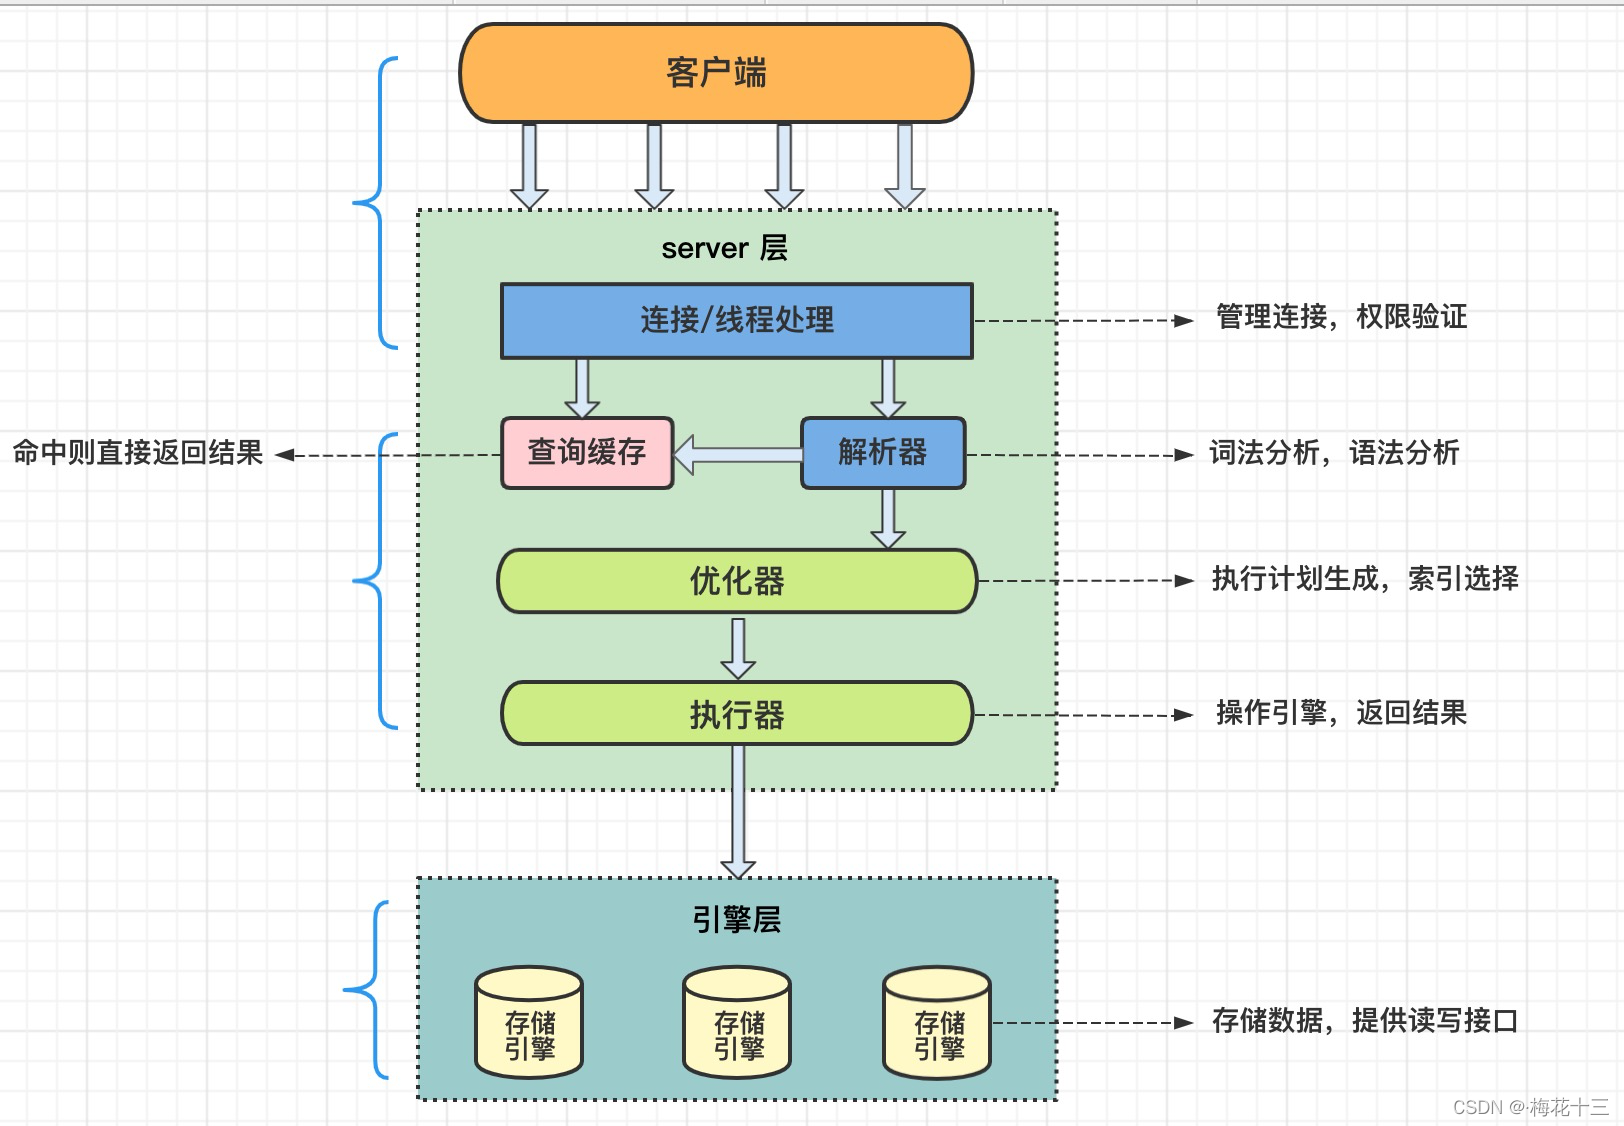 客户端
server 层
连接/线程处理
管理连接，权限验证
命中则直接返回结果
查询缓存
解析器
词法分析，语法分析
优化器
执行计划生成，索引选择
执行器
操作引擎，返回结果
引擎层
存储
引擎
存储
引擎
存储
引擎
存储数据，提供读写接口
CSDN @·梅花十三